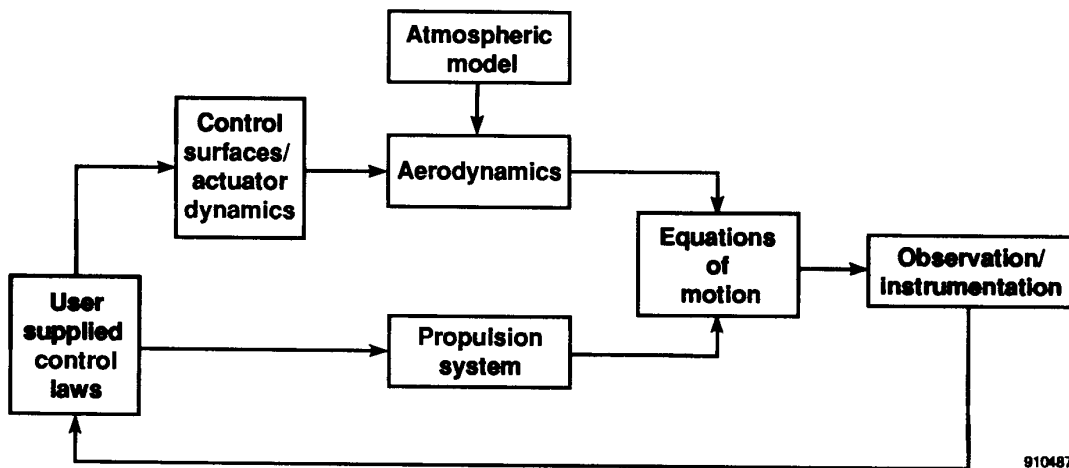 Atmospheric
model
Control
surfaces/
actuator
dynamics
Aerodynamics
Equations
of
motion
Observation/
instrumentation
User
supplied
control
laws
Propulsion
system
910487